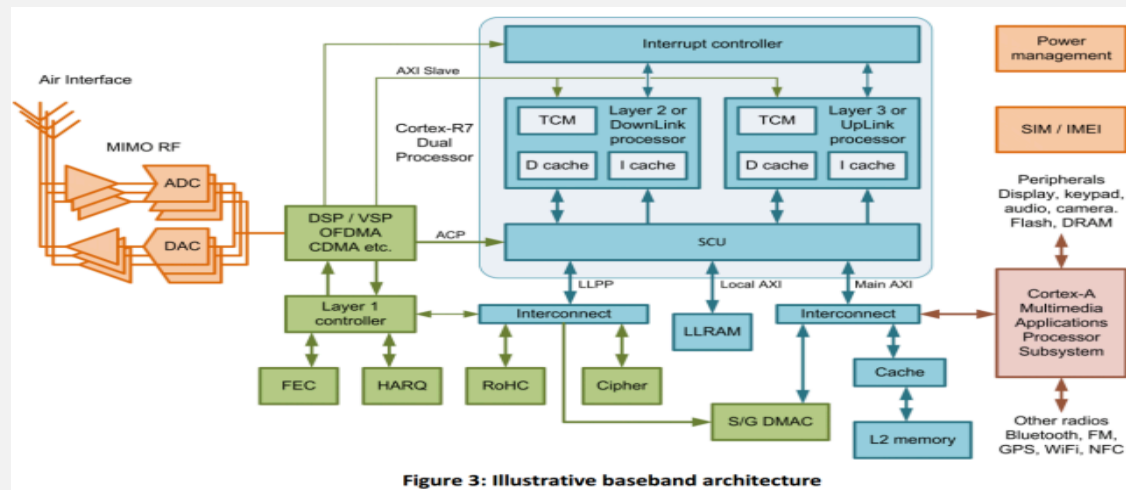 Air Interface
MIMO RF
ADC
DAC
DSP / VSP
OFDMA
CDMA etc.
AXI Slave
Cortex-R7
Dual
Processor
ACP
Interrupt controller
TCM
Layer 2 or
DownLink
processor
D cache
I cache
TCM
Layer 3 or
UpLink
processor
D cache
I cache
SCU
LLPP
Local AXI
Main AXI
Layer 1
controller
Interconnect
LLRAM
Interconnect
FEC
HARQ
RoHC
Cipher
S/G DMAC
Cache
L2 memory
Power
management
SIM / IMEI
Peripherals
Display, keypad,
audio, camera.
Flash, DRAM
Cortex-A
Multimedia
Applications
Processor
Subsystem
Other radios
Bluetooth, FM,
GPS, WiFi, NFC
Figure 3: Illustrative baseband architecture